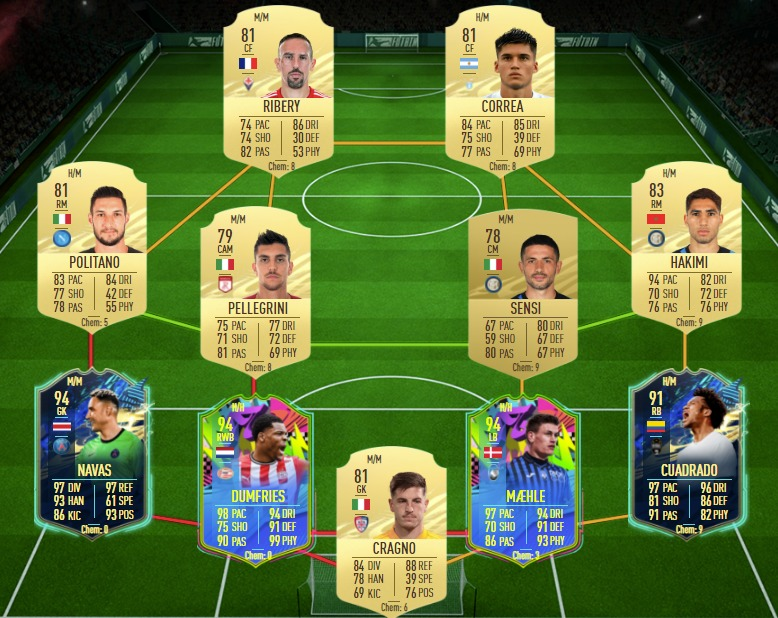 M/M
81
CF
RIBERY
74 PAC 86 DRI
74 SHO 30 DEF
82 PAS 53 PHY
Chem: 8
H/M
81
CF
CORREA
84 PAC 85 DRI
75 SHO 39 DEF
77 PAS 69 PHY
Chem: 8
H/M
81
RM
POLITANO
83 PAC 84 DRI
77 SHO 42 DEF
78 PAS 55 PHY
Chem: 5
M/M
79
CAM
PELLEGRINI
75 PAC 77 DRI
71 SHO 72 DEF
81 PAS 69 PHY
Chem: 8
M/M
78
CM
SENSI
67 PAC 80 DRI
59 SHO 67 DEF
80 PAS 67 PHY
Chem: 9
H/M
83
RM
HAKIMI
94 PAC 82 DRI
70 SHO 72 DEF
76 PAS 76 PHY
Chem: 9
M/M
94
GK
NAVAS
97 DIV 97 REF
93 HAN 61 SPE
86 KIC 93 POS
Chem: 0
H/H
94
RWB
DUMFRIES
98 PAC 94 DRI
75 SHO 91 DEF
90 PAS 99 PHY
Chem: 0
M/M
81
GK
CRAGNO
84 DIV 88 REF
78 HAN 39 SPE
69 KIC 76 POS
Chem: 6
H/M
94
LB
MÆHLE
97 PAC 94 DRI
70 SHO 91 DEF
86 PAS 93 PHY
Chem: 3
H/M
91
RB
CUADRADO
97 PAC 96 DRI
81 SHO 86 DEF
91 PAS 82 PHY
Chem: 9